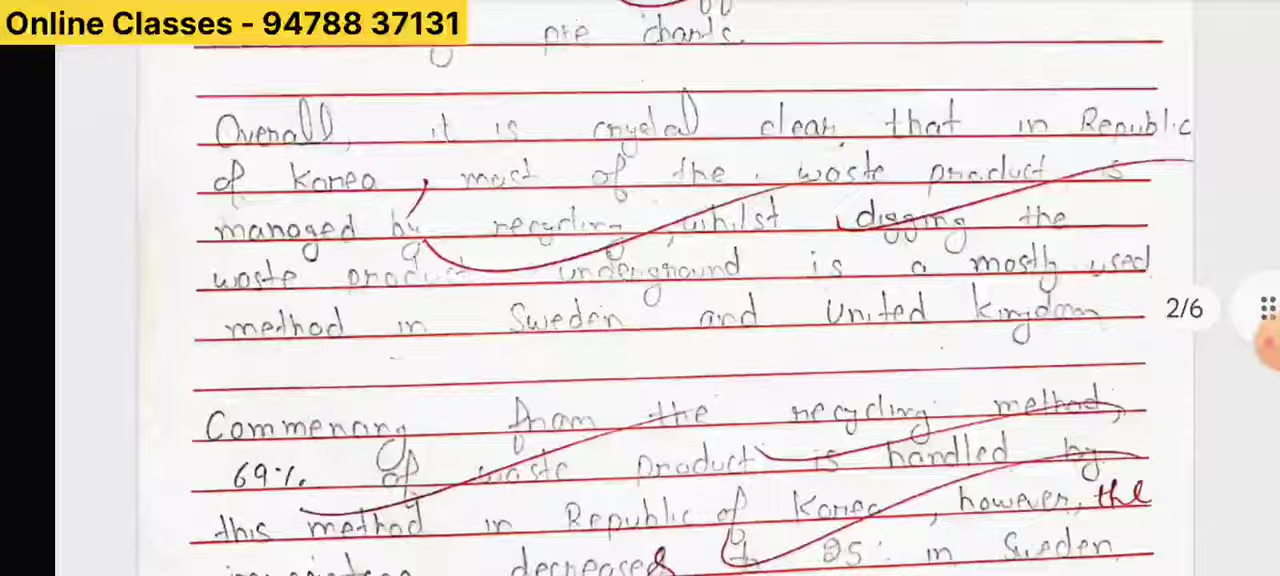 Online Classes - 94788 37131
pie charts.
Overall, it is crystal clear that in Republic
of Korea, most of the waste product is
managed by recycling, whilst digging the
waste product underground is a mostly used
method in Sweden and United kingdom
2/6
Commencing from the recycling method,
69% of waste product is handled by
this method in Republic of Korea, however, the
decreases 25% in Sweden